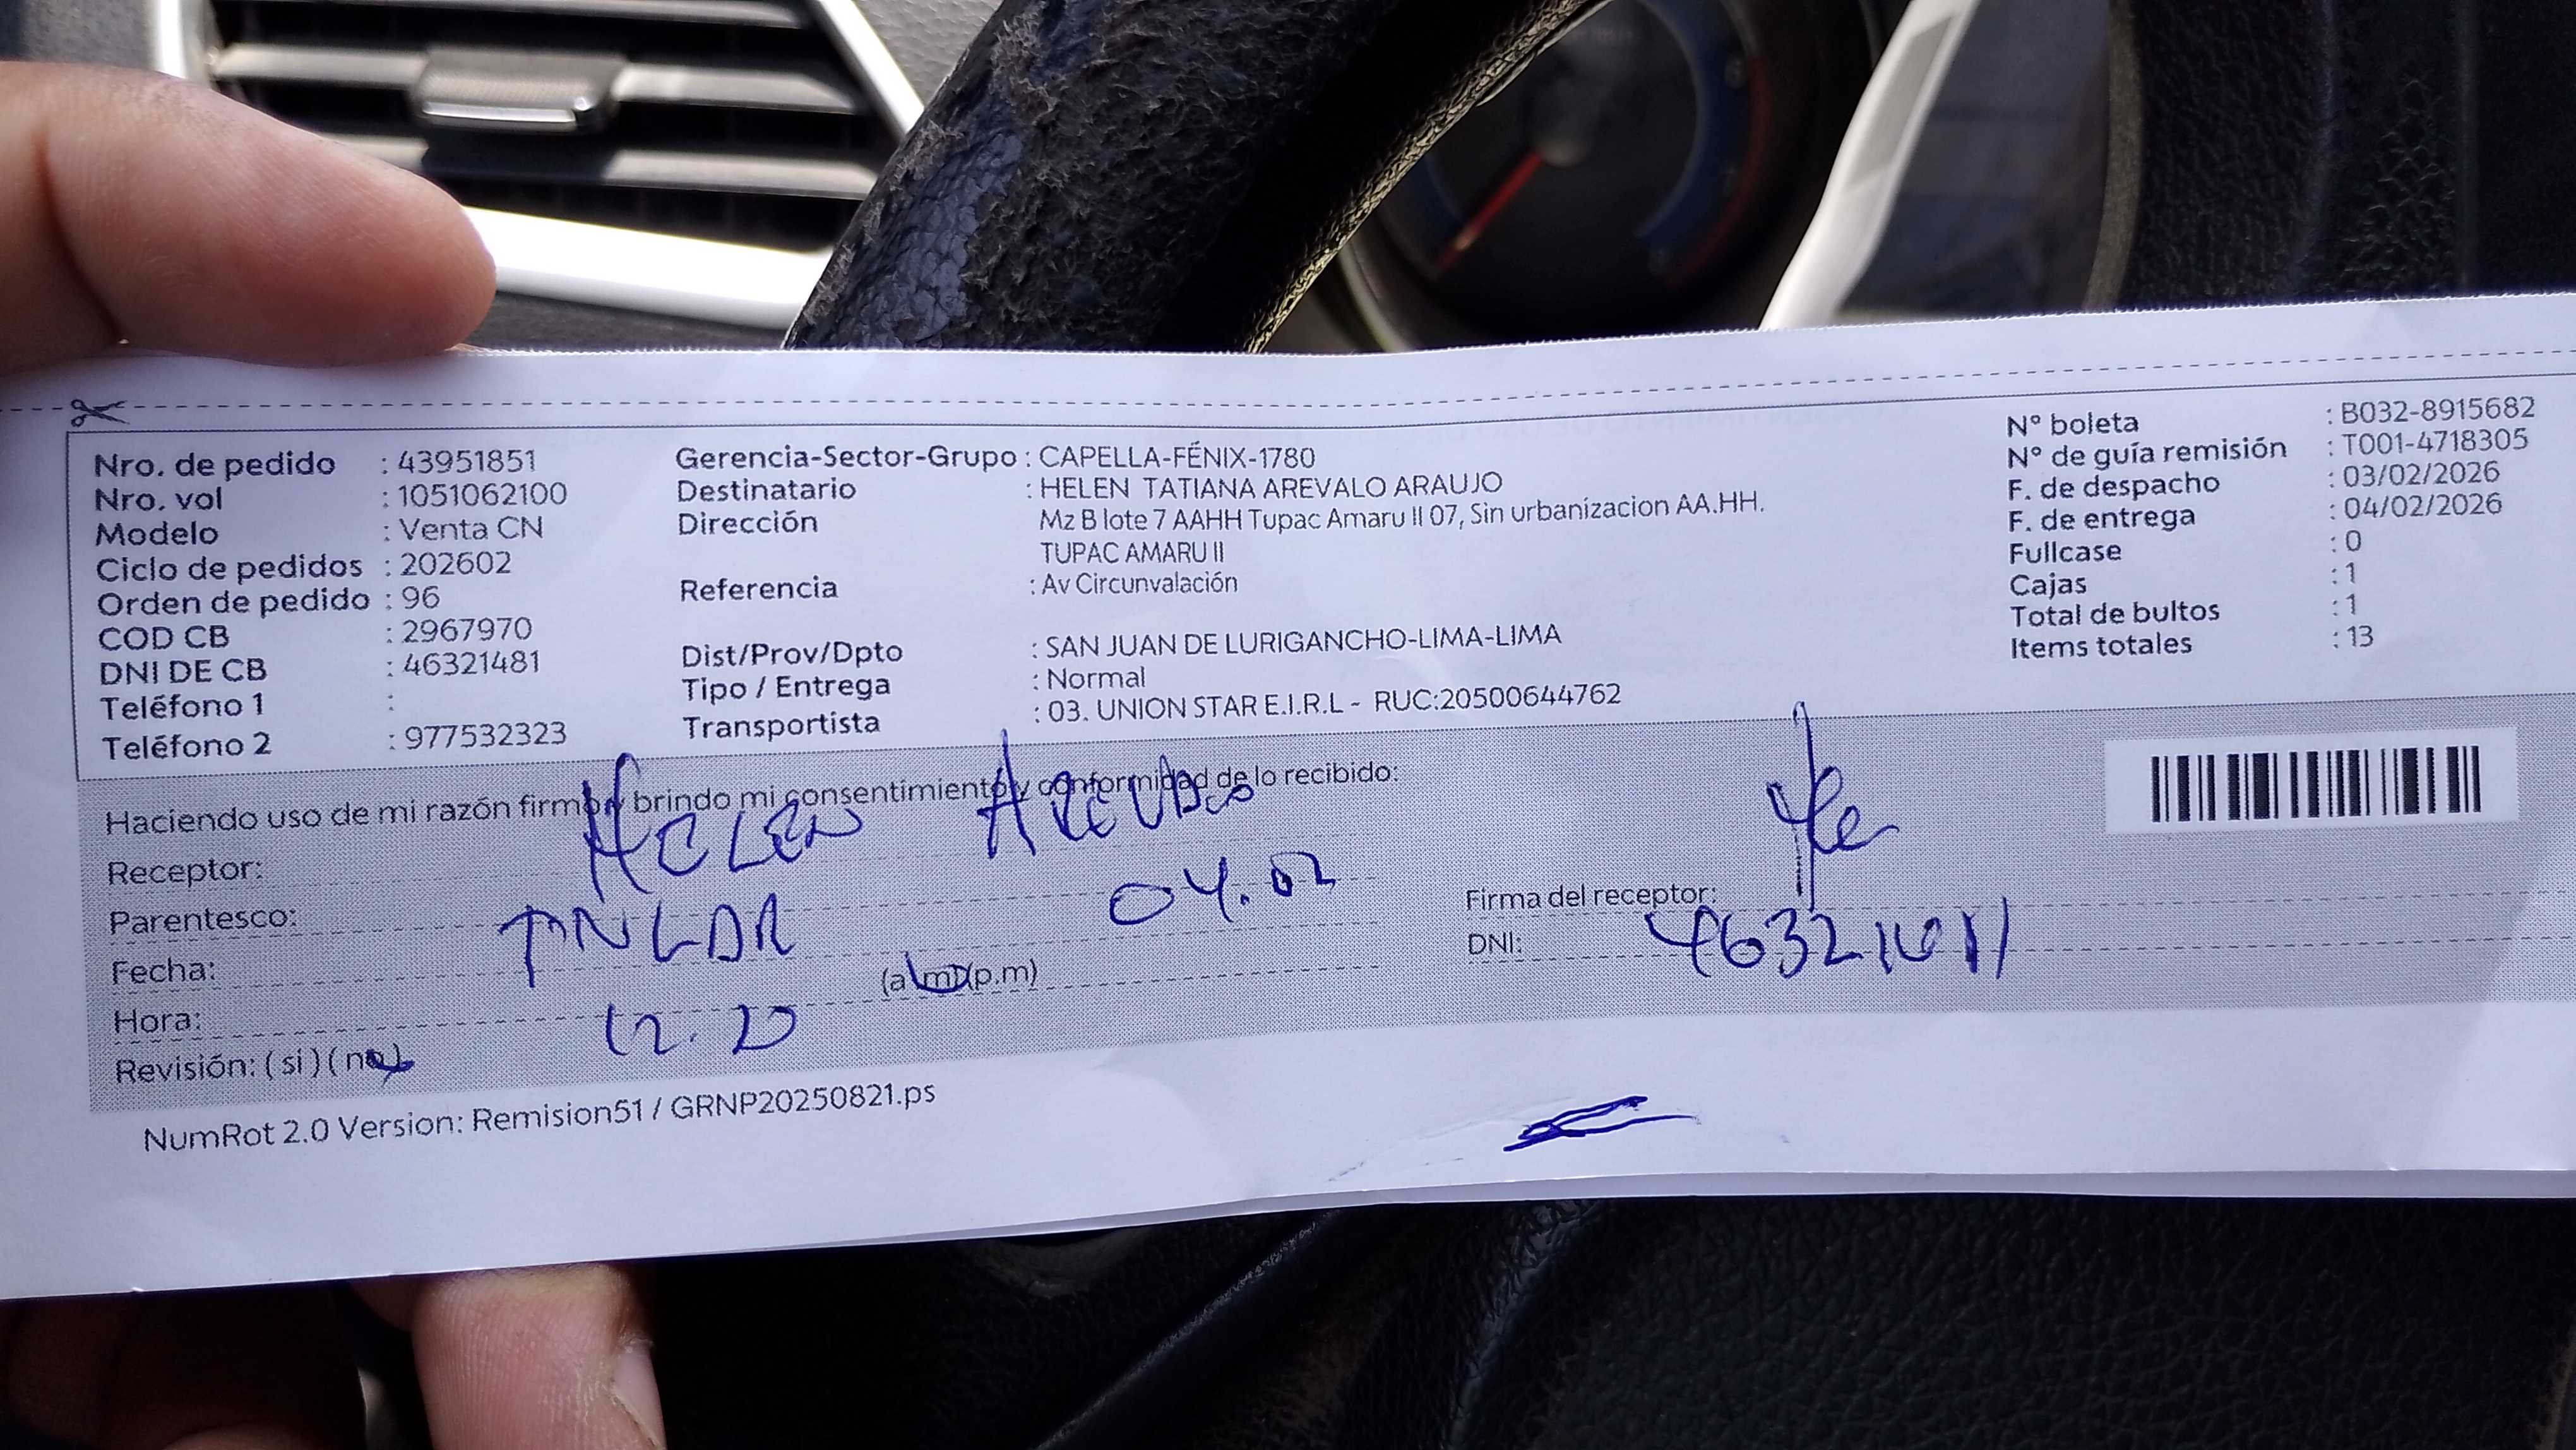 Nro. de pedido : 43951851
Nro. vol : 1051062100
Modelo : Venta CN
Ciclo de pedidos : 202602
Orden de pedido : 96
COD CB : 2967970
DNI DE CB : 46321481
Teléfono 1 :
Teléfono 2 : 977532323
Gerencia-Sector-Grupo : CAPELLA-FÉNIX-1780
Destinatario : HELEN TATIANA AREVALO ARAUJO
Dirección Mz B lote 7 AAHH Tupac Amaru II 07, Sin urbanizacion AA.HH.
TUPAC AMARU II
Referencia : Av Circunvalación
Dist/Prov/Dpto : SAN JUAN DE LURIGANCHO-LIMA-LIMA
Tipo / Entrega : Normal
Transportista : 03. UNION STAR E.I.R.L - RUC:20500644762
N° boleta : B032-8915682
N° de guía remisión : T001-4718305
F. de despacho : 03/02/2026
F. de entrega : 04/02/2026
Fullcase : 0
Cajas : 1
Total de bultos : 1
Items totales : 13
Haciendo uso de mi razón firmo y brindo mi consentimiento y conformidad de lo recibido:
Receptor: HELEN AREVALO
Parentesco:
04.02
Fecha: (a.m)(p.m)
Hora: 12.20
Revisión: ( si ) ( no )
Firma del receptor:
DNI:
NumRot 2.0 Version: Remision51 / GRNP20250821.ps